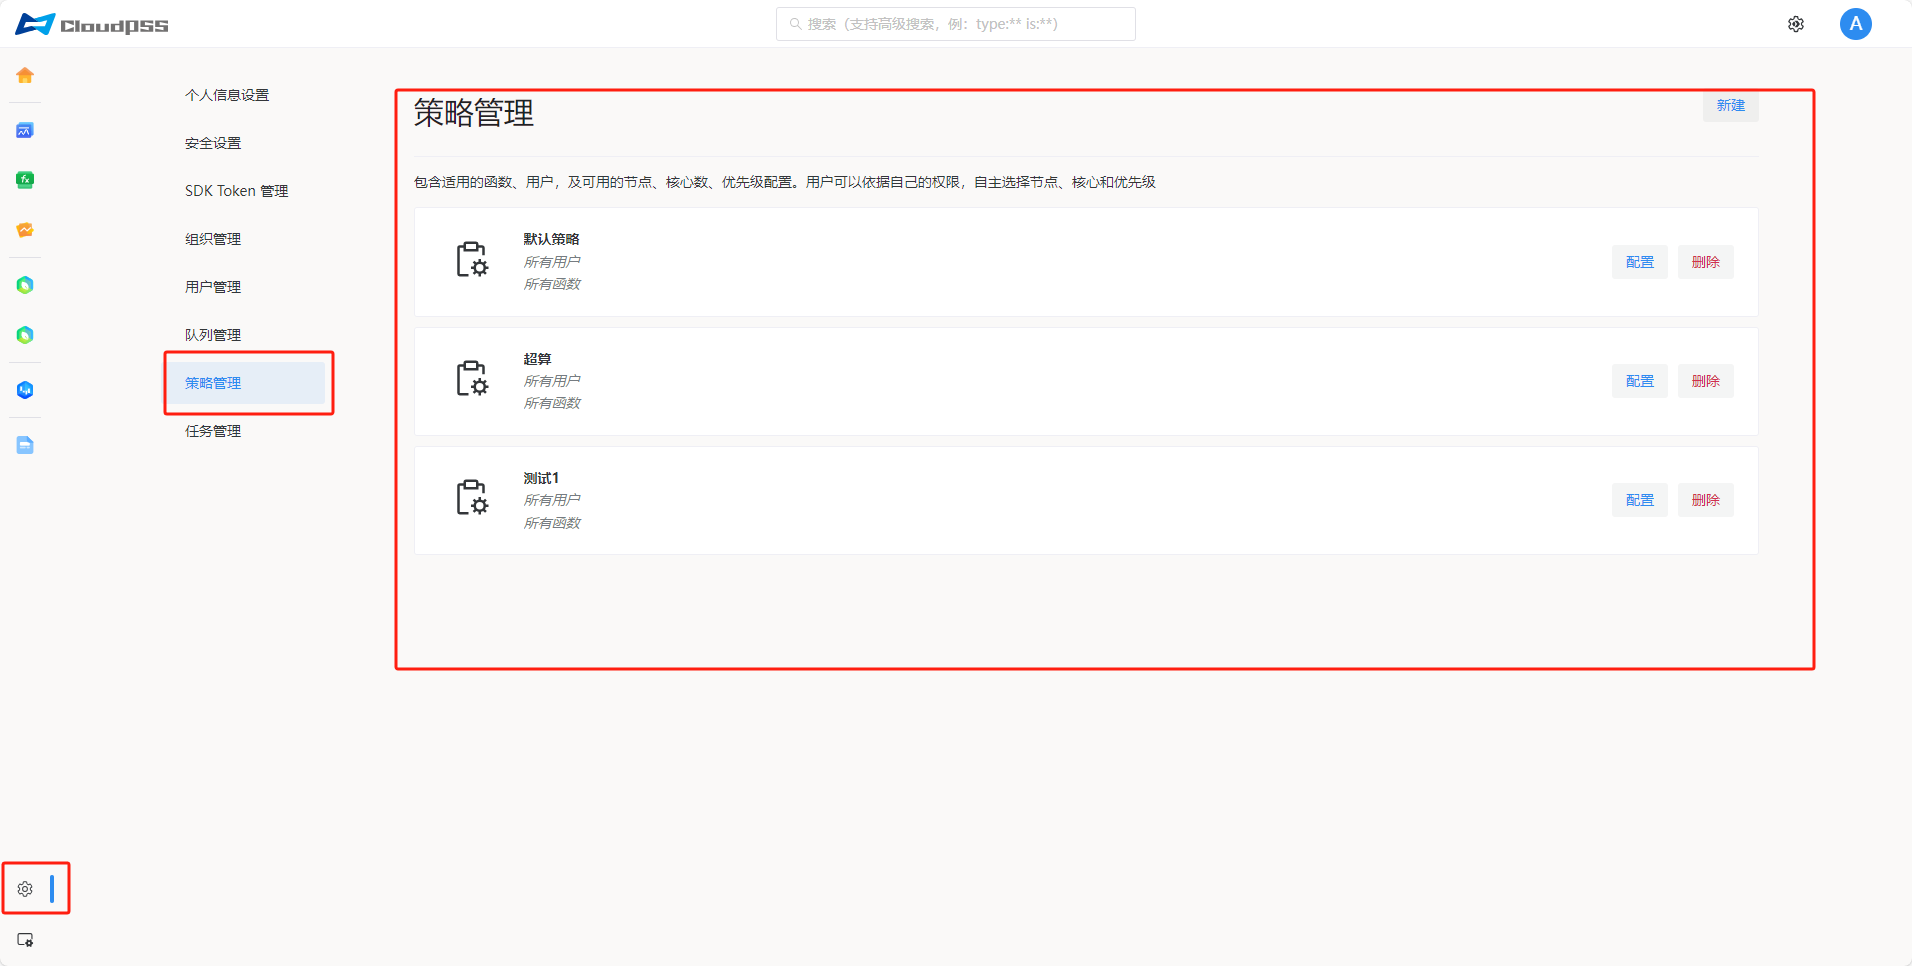 CloudPSS
搜索（支持高级搜索，例：type:** is:**)
A
个人信息设置
安全设置
SDK Token 管理
组织管理
用户管理
队列管理
策略管理
任务管理
策略管理
新建
包含适用的函数、用户，及可用的节点、核心数、优先级配置。用户可以依据自己的权限，自主选择节点、核心和优先级
默认策略
所有用户
所有函数
配置 删除
超算
所有用户
所有函数
配置 删除
测试1
所有用户
所有函数
配置 删除